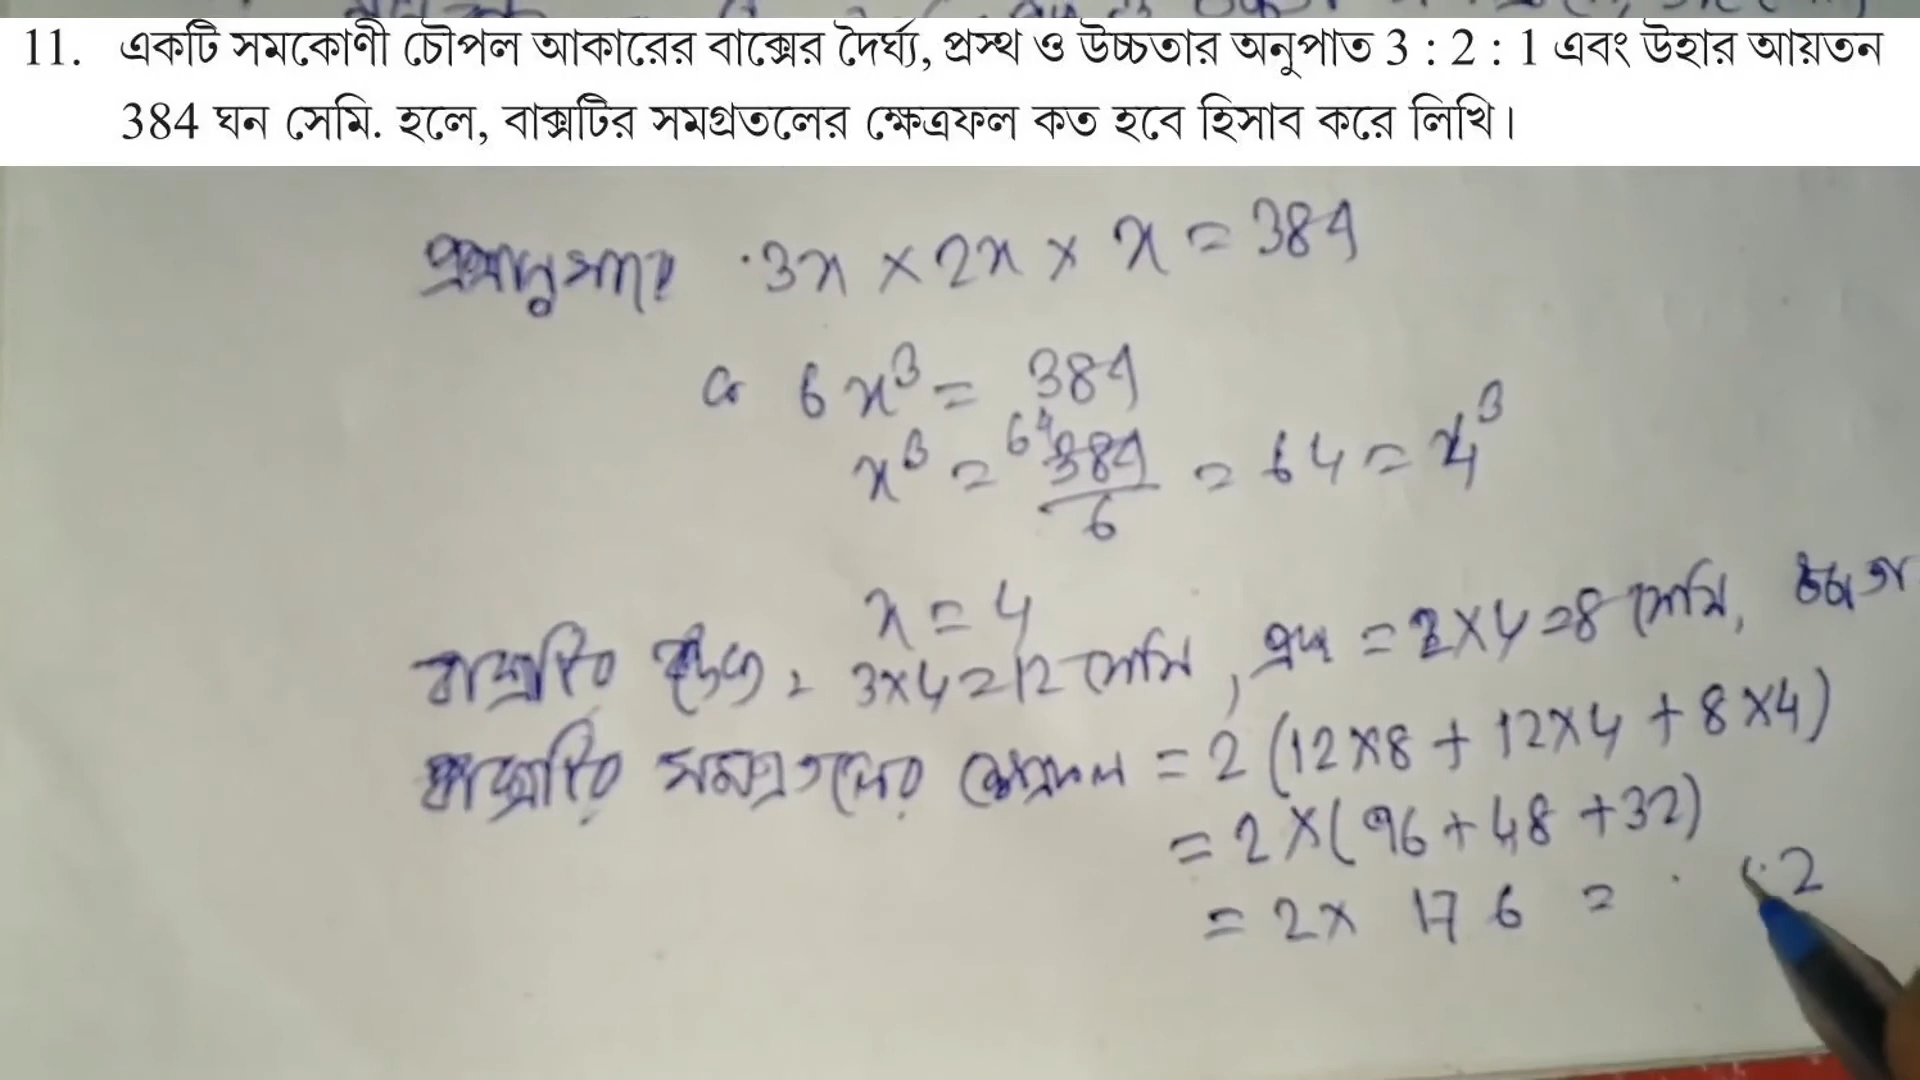 11. একটি সমকোণী চৌপল আকারের বাক্সের দৈর্ঘ্য, প্রস্থ ও উচ্চতার অনুপাত 3 : 2 : 1 এবং উহার আয়তন
384 ঘন সেমি. হলে, বাক্সটির সমগ্রতলের ক্ষেত্রফল কত হবে হিসাব করে লিখি।
প্রশ্নানুসারে 3x × 2x × x = 384
বা 6x³ = 384
x³ = 64 384/6 = 64 = 4³
x = 4
বাক্সটির দৈর্ঘ্য = 3×4=12 সেমি, প্রস্থ = 2×4=8 সেমি, উচ্চতা
বাক্সটির সমগ্রতলের ক্ষেত্রফল = 2 (12×8 + 12×4 + 8×4)
= 2×(96+48+32)
= 2× 176 =